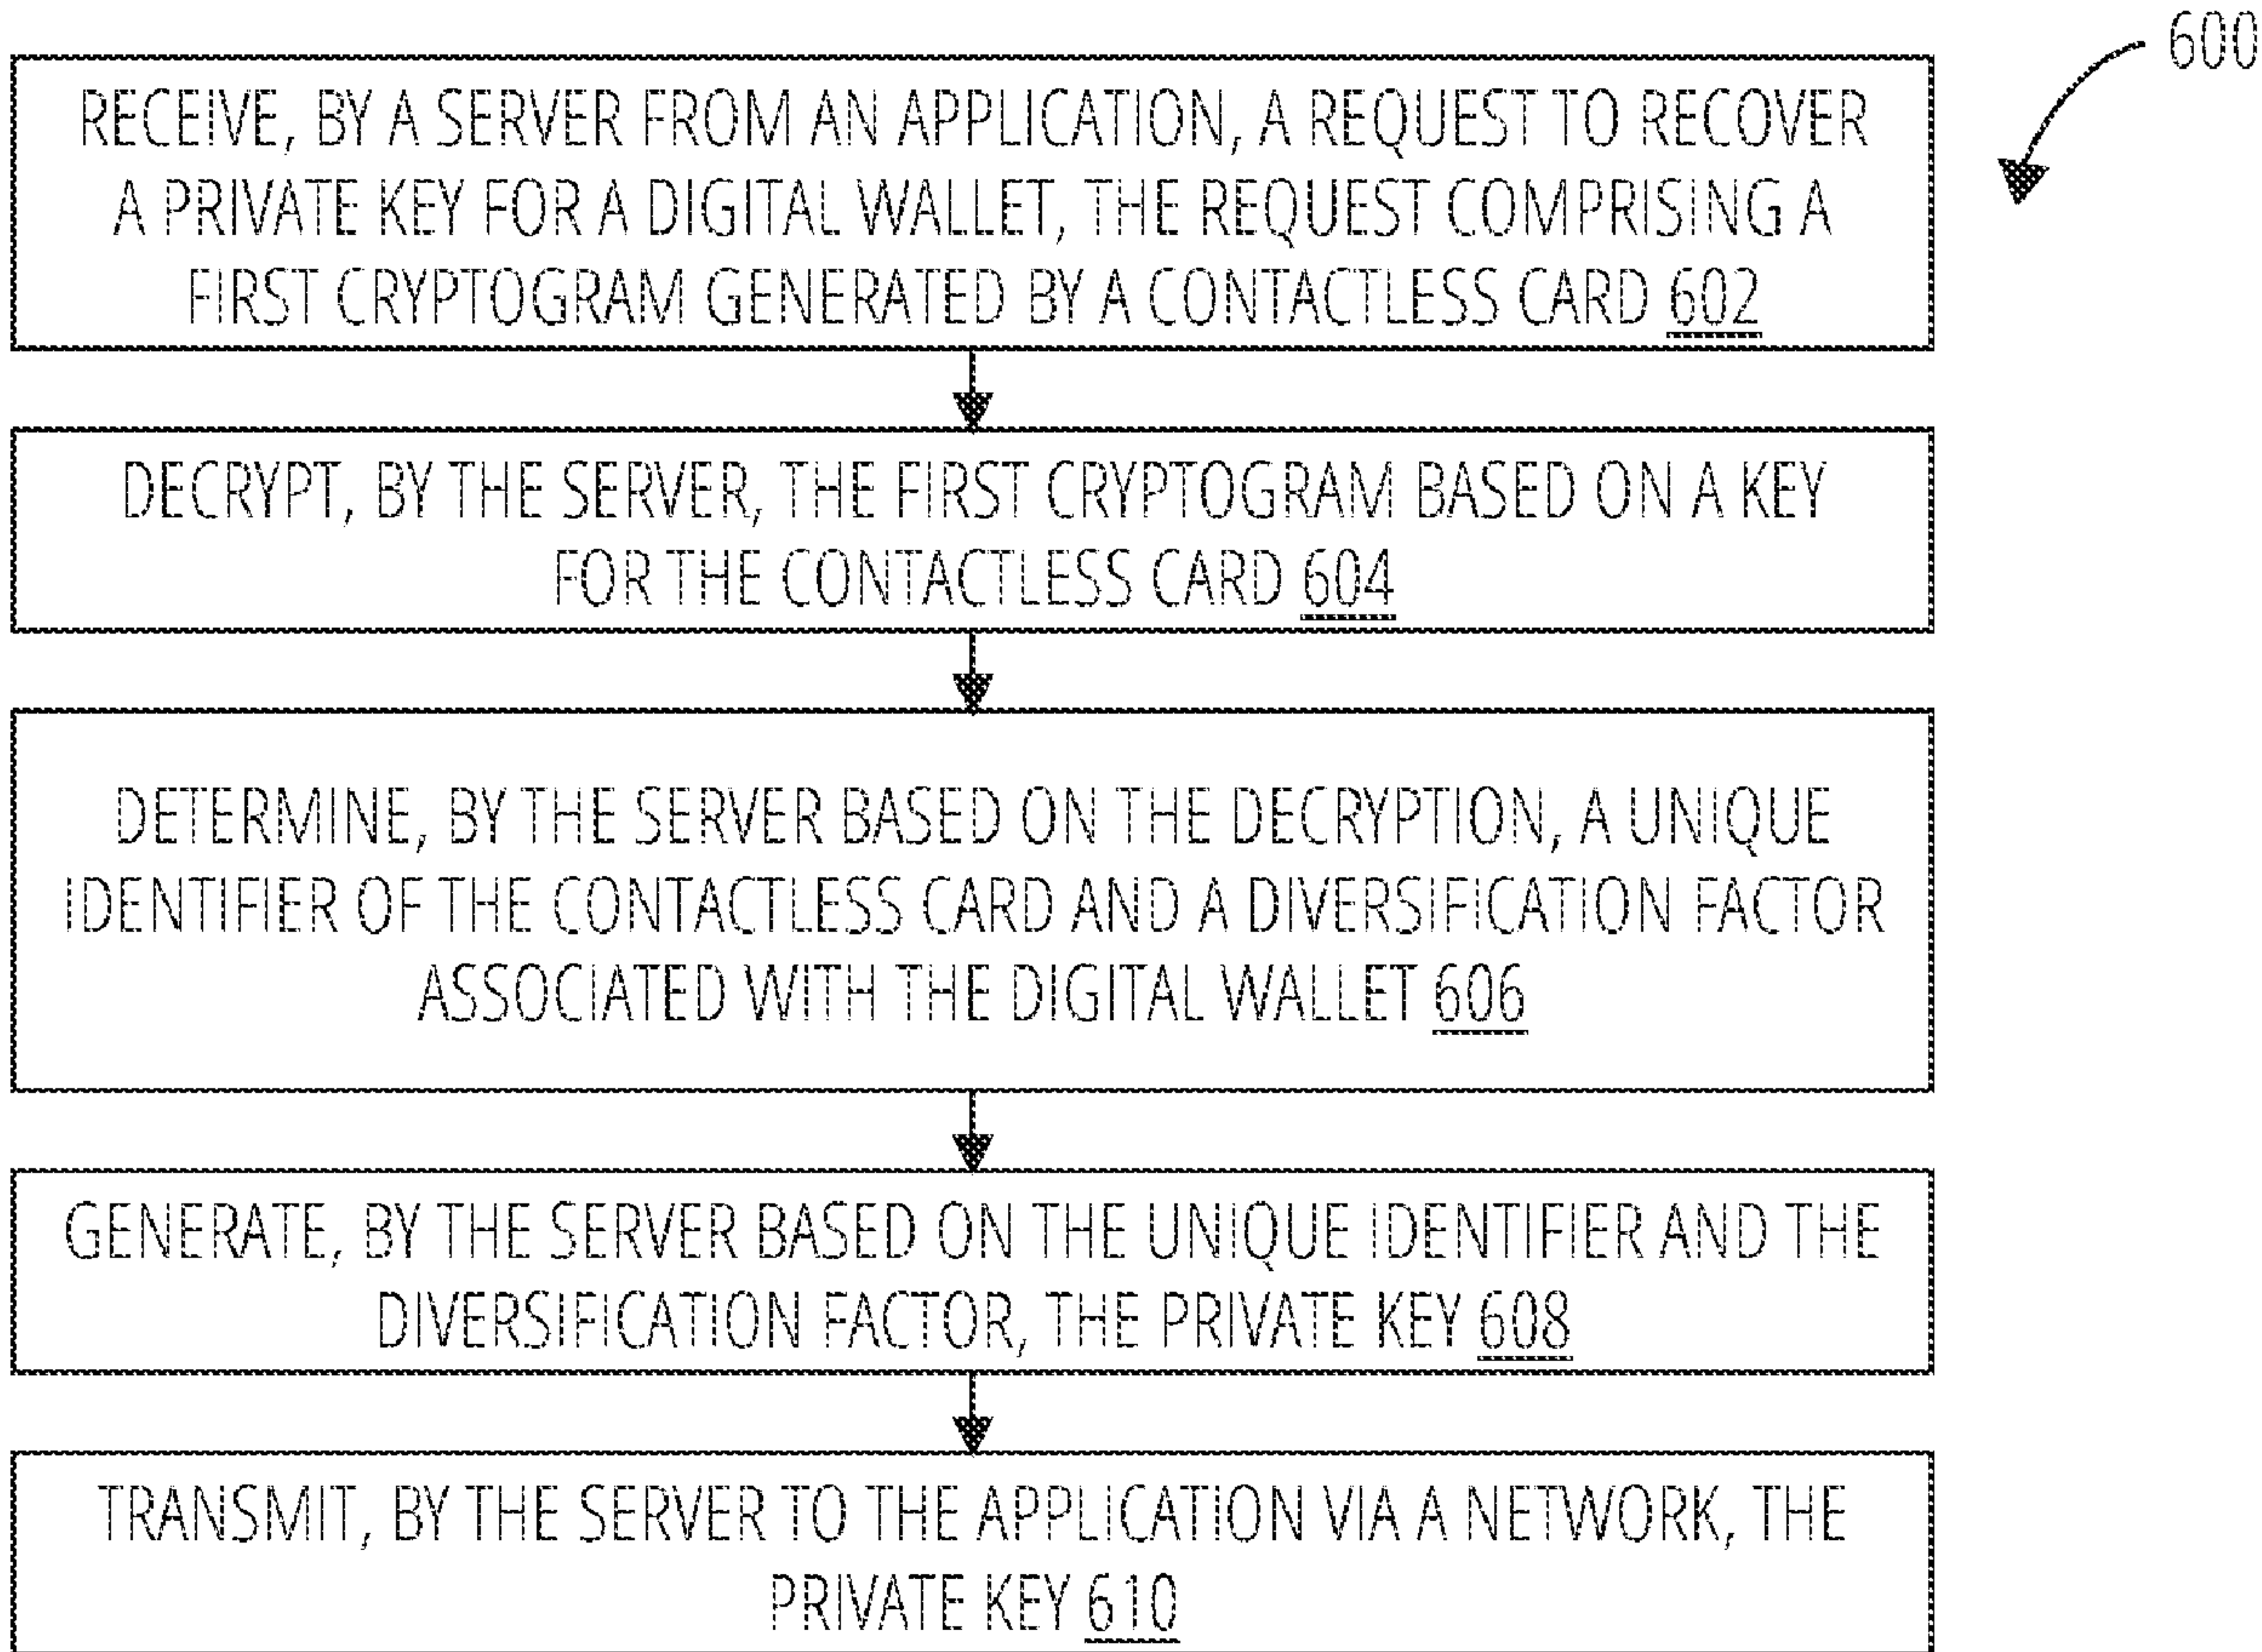 600
RECEIVE, BY A SERVER FROM AN APPLICATION, A REQUEST TO RECOVER
A PRIVATE KEY FOR A DIGITAL WALLET, THE REQUEST COMPRISING A
FIRST CRYPTOGRAM GENERATED BY A CONTACTLESS CARD 602
DECRYPT, BY THE SERVER, THE FIRST CRYPTOGRAM BASED ON A KEY
FOR THE CONTACTLESS CARD 604
DETERMINE, BY THE SERVER BASED ON THE DECRYPTION, A UNIQUE
IDENTIFIER OF THE CONTACTLESS CARD AND A DIVERSIFICATION FACTOR
ASSOCIATED WITH THE DIGITAL WALLET 606
GENERATE, BY THE SERVER BASED ON THE UNIQUE IDENTIFIER AND THE
DIVERSIFICATION FACTOR, THE PRIVATE KEY 608
TRANSMIT, BY THE SERVER TO THE APPLICATION VIA A NETWORK, THE
PRIVATE KEY 610